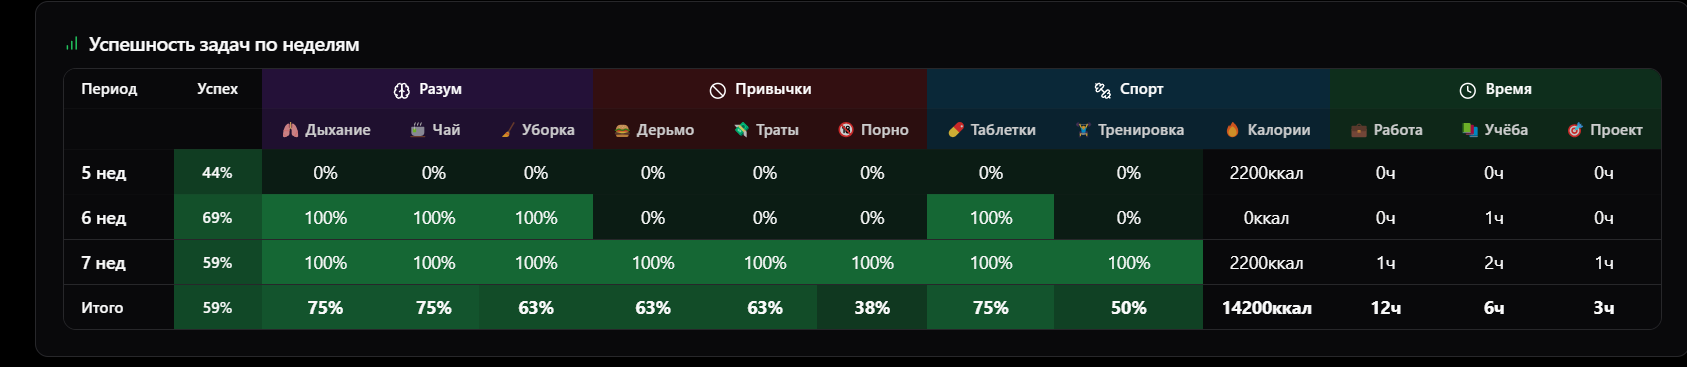 Успешность задач по неделям
Период Успех Разум Привычки Спорт Время
Дыхание Чай Уборка Дерьмо Траты Порно Таблетки Тренировка Калории Работа Учёба Проект
5 нед 44% 0% 0% 0% 0% 0% 0% 0% 0% 2200ккал 0ч 0ч 0ч
6 нед 69% 100% 100% 100% 0% 0% 0% 100% 0% 0ккал 0ч 1ч 0ч
7 нед 59% 100% 100% 100% 100% 100% 100% 100% 100% 2200ккал 1ч 2ч 1ч
Итого 59% 75% 75% 63% 63% 63% 38% 75% 50% 14200ккал 12ч 6ч 3ч